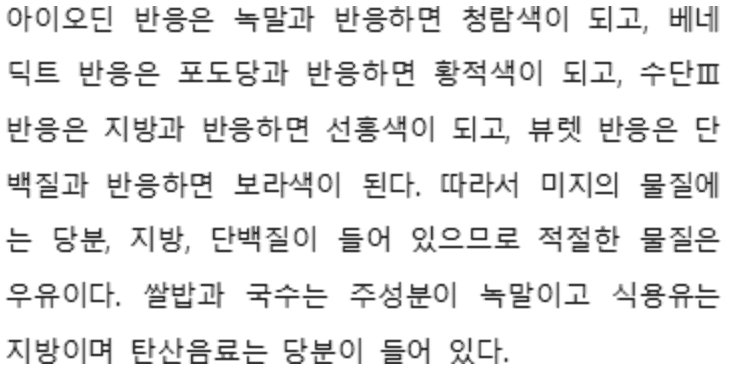 아이오딘 반응은 녹말과 반응하면 청람색이 되고, 베네
딕트 반응은 포도당과 반응하면 황적색이 되고, 수단Ⅲ
반응은 지방과 반응하면 선홍색이 되고, 뷰렛 반응은 단
백질과 반응하면 보라색이 된다. 따라서 미지의 물질에
는 당분, 지방, 단백질이 들어 있으므로 적절한 물질은
우유이다. 쌀밥과 국수는 주성분이 녹말이고 식용유는
지방이며 탄산음료는 당분이 들어 있다.